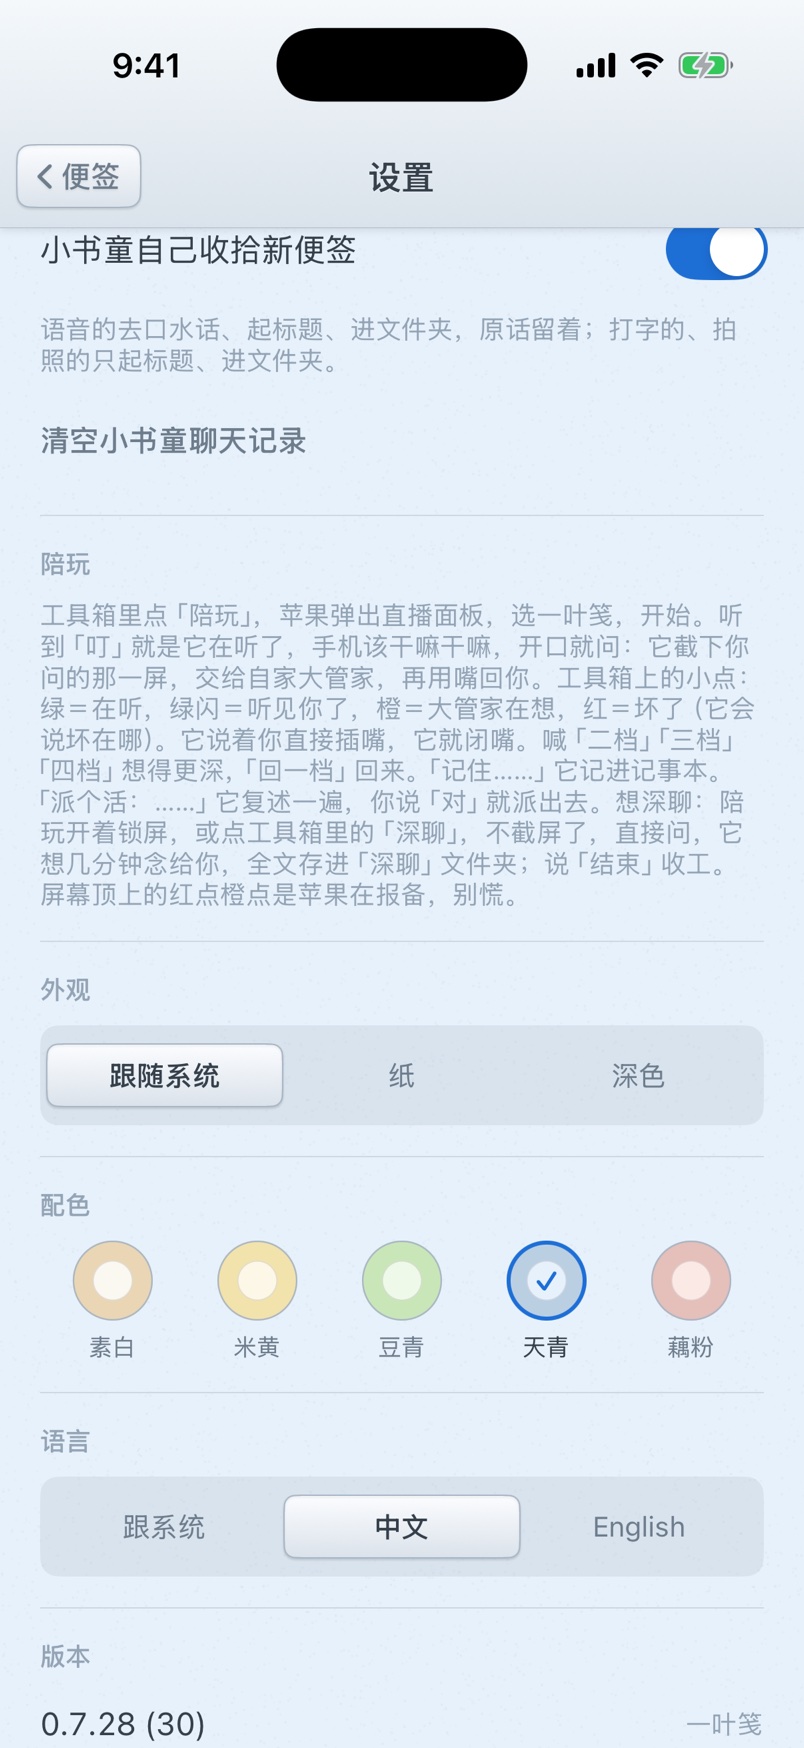 9:41
便签
设置
小书童自己收拾新便签
语音的去口水话、起标题、进文件夹，原话留着；打字的、拍
照的只起标题、进文件夹。
清空小书童聊天记录
陪玩
工具箱里点「陪玩」，苹果弹出直播面板，选一叶笺，开始。听
到「叮」就是它在听了，手机该干嘛干嘛，开口就问：它截下你
问的那一屏，交给自家大管家，再用嘴回你。工具箱上的小点：
绿＝在听，绿闪＝听见你了，橙＝大管家在想，红＝坏了（它会
说坏在哪）。它说着你直接插嘴，它就闭嘴。喊「二档」「三档」
「四档」想得更深，「回一档」回来。「记住……」它记进记事本。
「派个活：……」它复述一遍，你说「对」就派出去。想深聊：陪
玩开着锁屏，或点工具箱里的「深聊」，不截屏了，直接问，它
想几分钟念给你，全文存进「深聊」文件夹；说「结束」收工。
屏幕顶上的红点橙点是苹果在报备，别慌。
外观
跟随系统 纸 深色
配色
素白 米黄 豆青 天青 藕粉
语言
跟系统 中文 English
版本
0.7.28 (30) 一叶笺